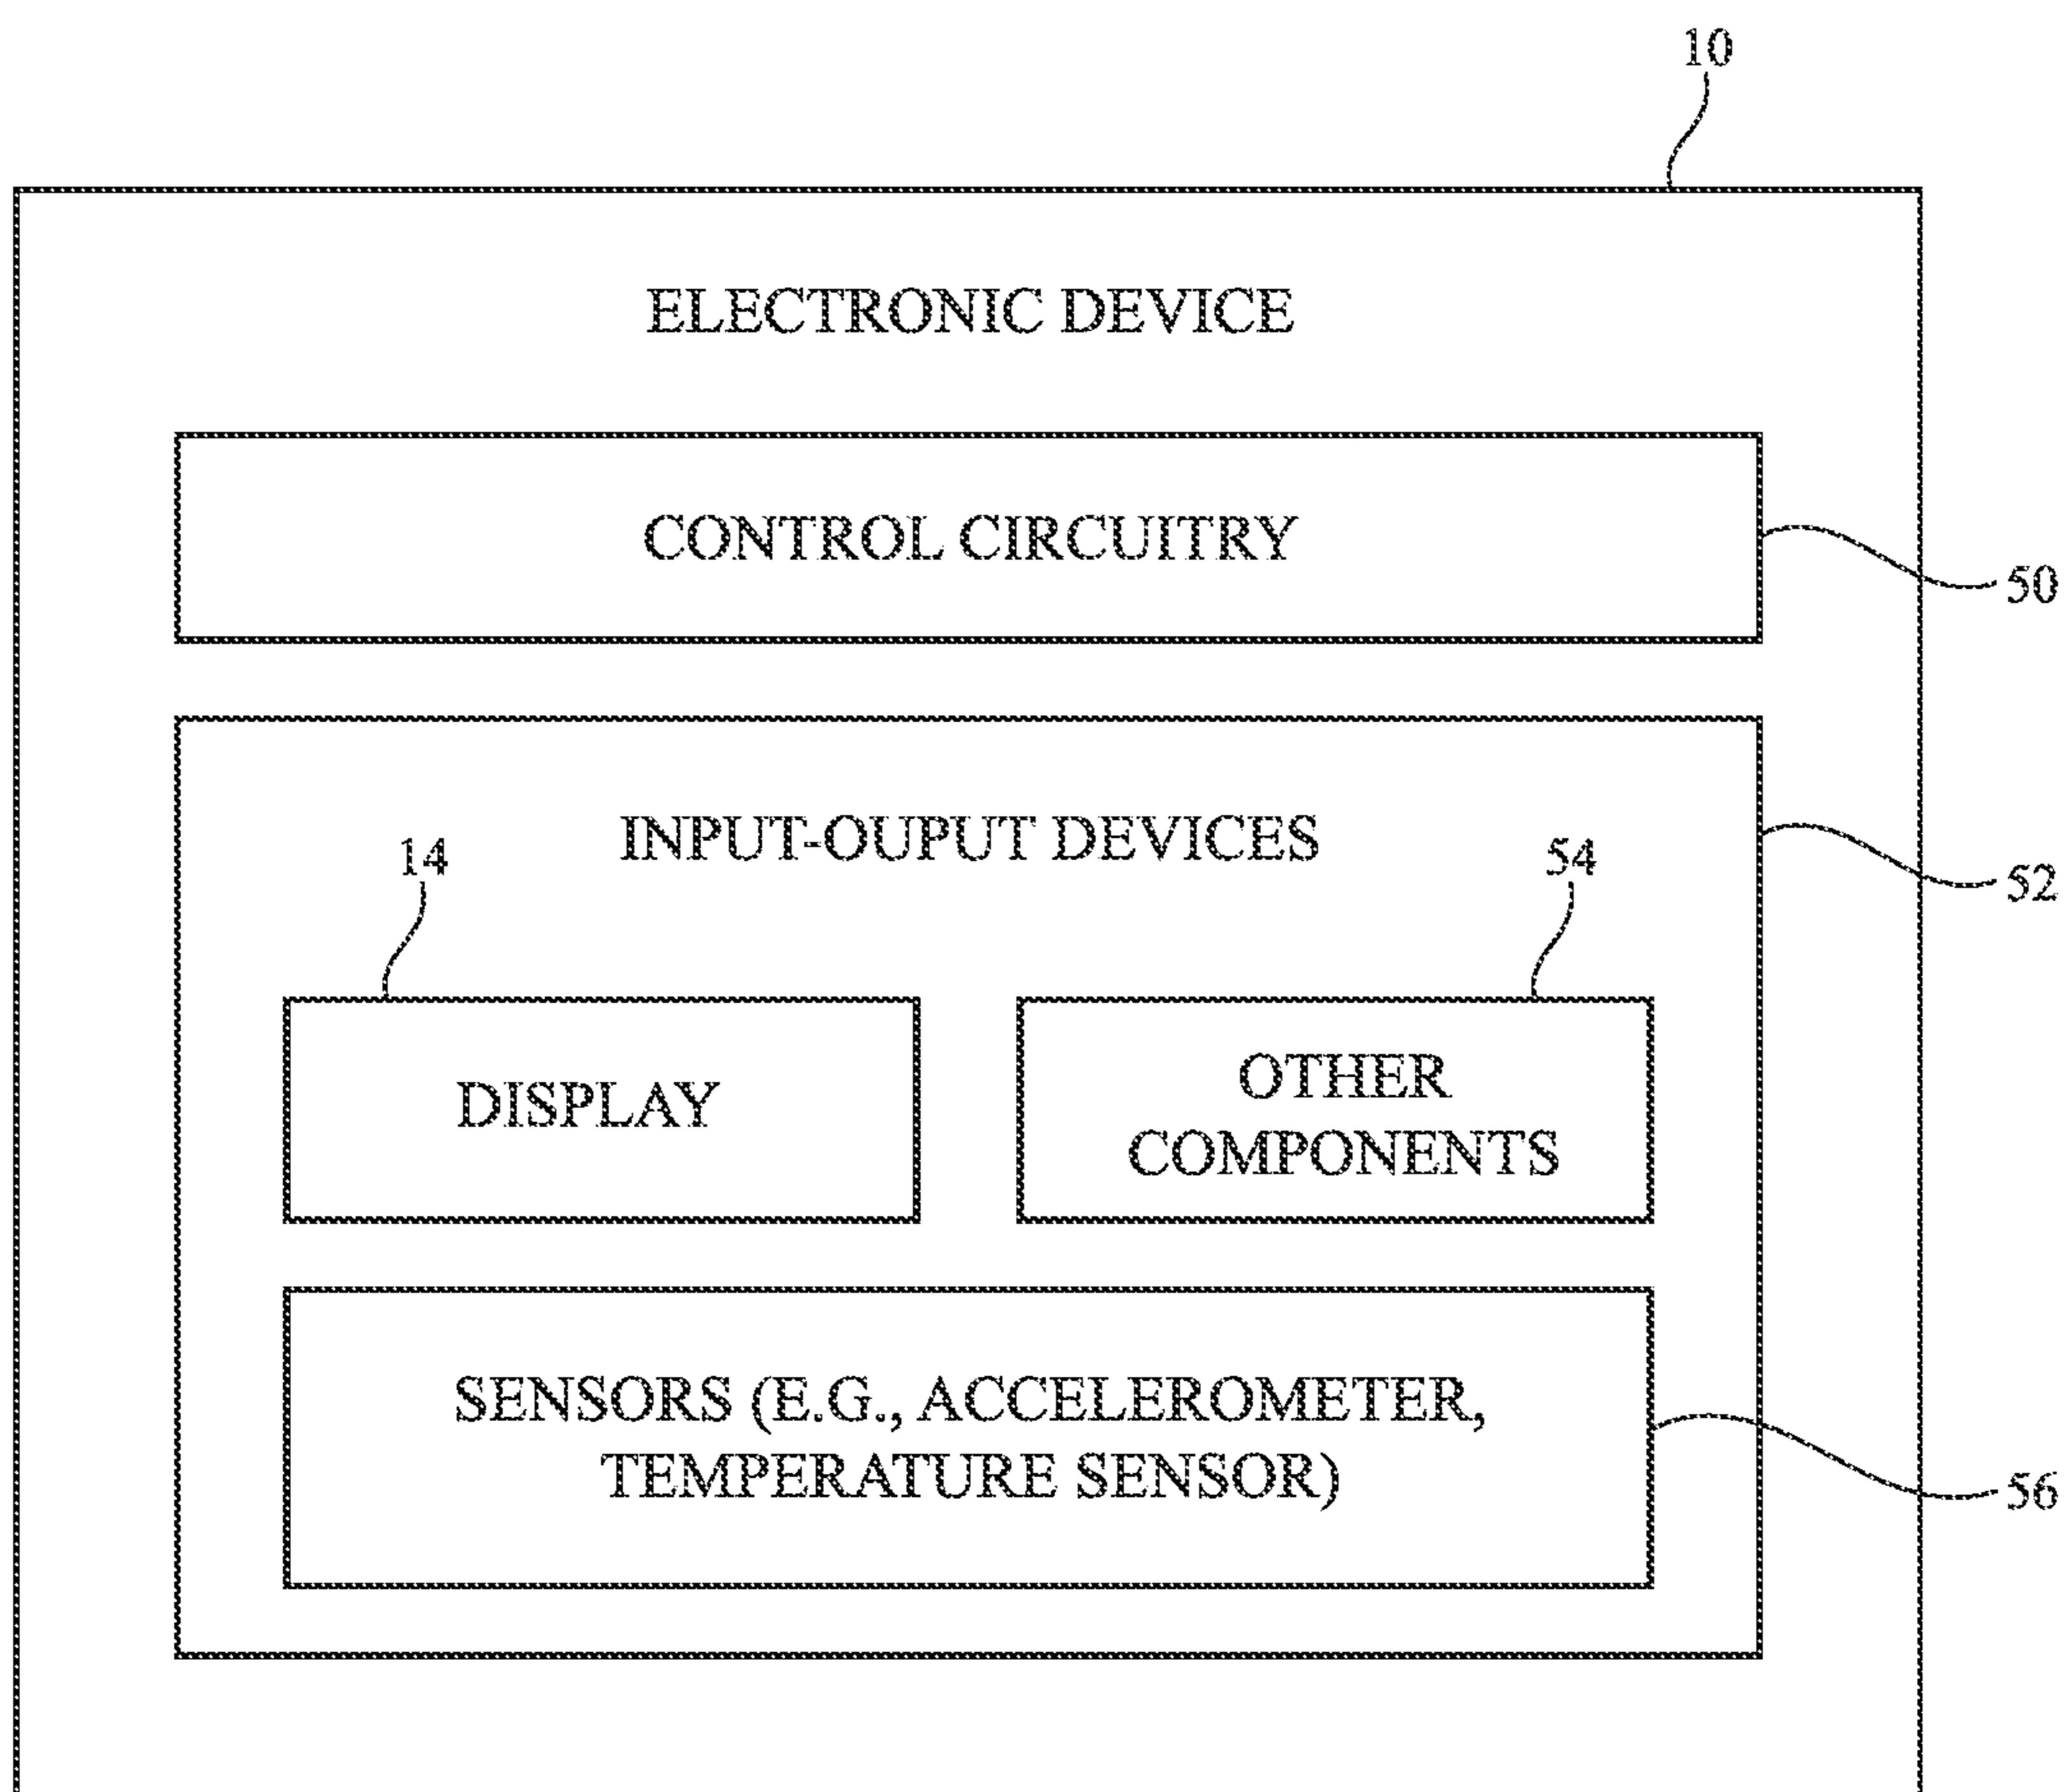 10
ELECTRONIC DEVICE
CONTROL CIRCUITRY
50
INPUT-OUPUT DEVICES
52
14
54
DISPLAY
OTHER
COMPONENTS
SENSORS (E.G., ACCELEROMETER,
TEMPERATURE SENSOR)
56